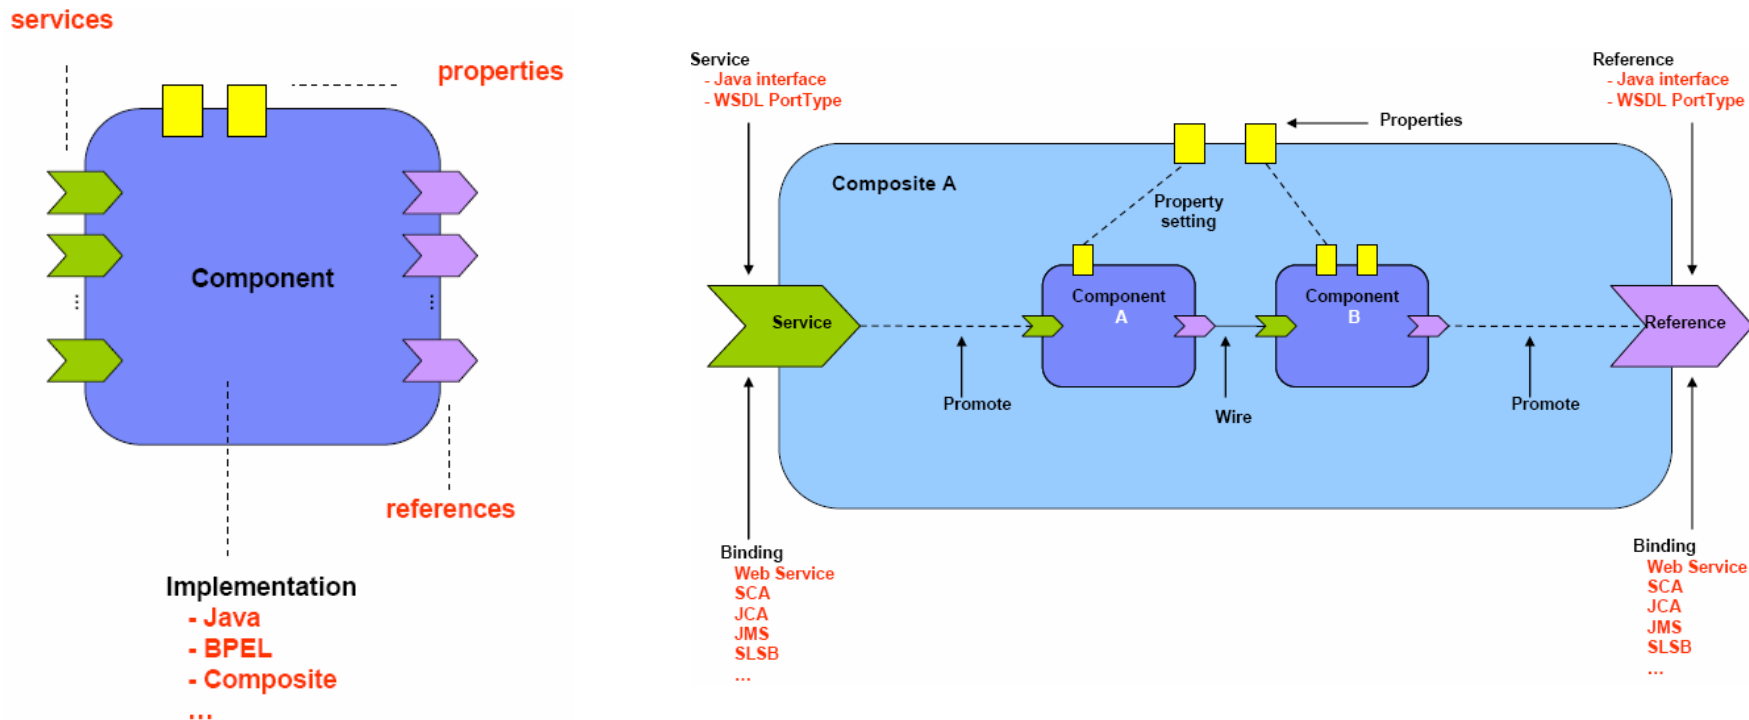 services
properties
Component
...
...
references
Implementation
- Java
- BPEL
- Composite
...
Service
- Java interface
- WSDL PortType
Reference
- Java interface
- WSDL PortType
Properties
Composite A
Property
setting
Component
A
Component
B
Service
Reference
Promote
Wire
Promote
Binding
Web Service
SCA
JCA
JMS
SLSB
...
Binding
Web Service
SCA
JCA
JMS
SLSB
...